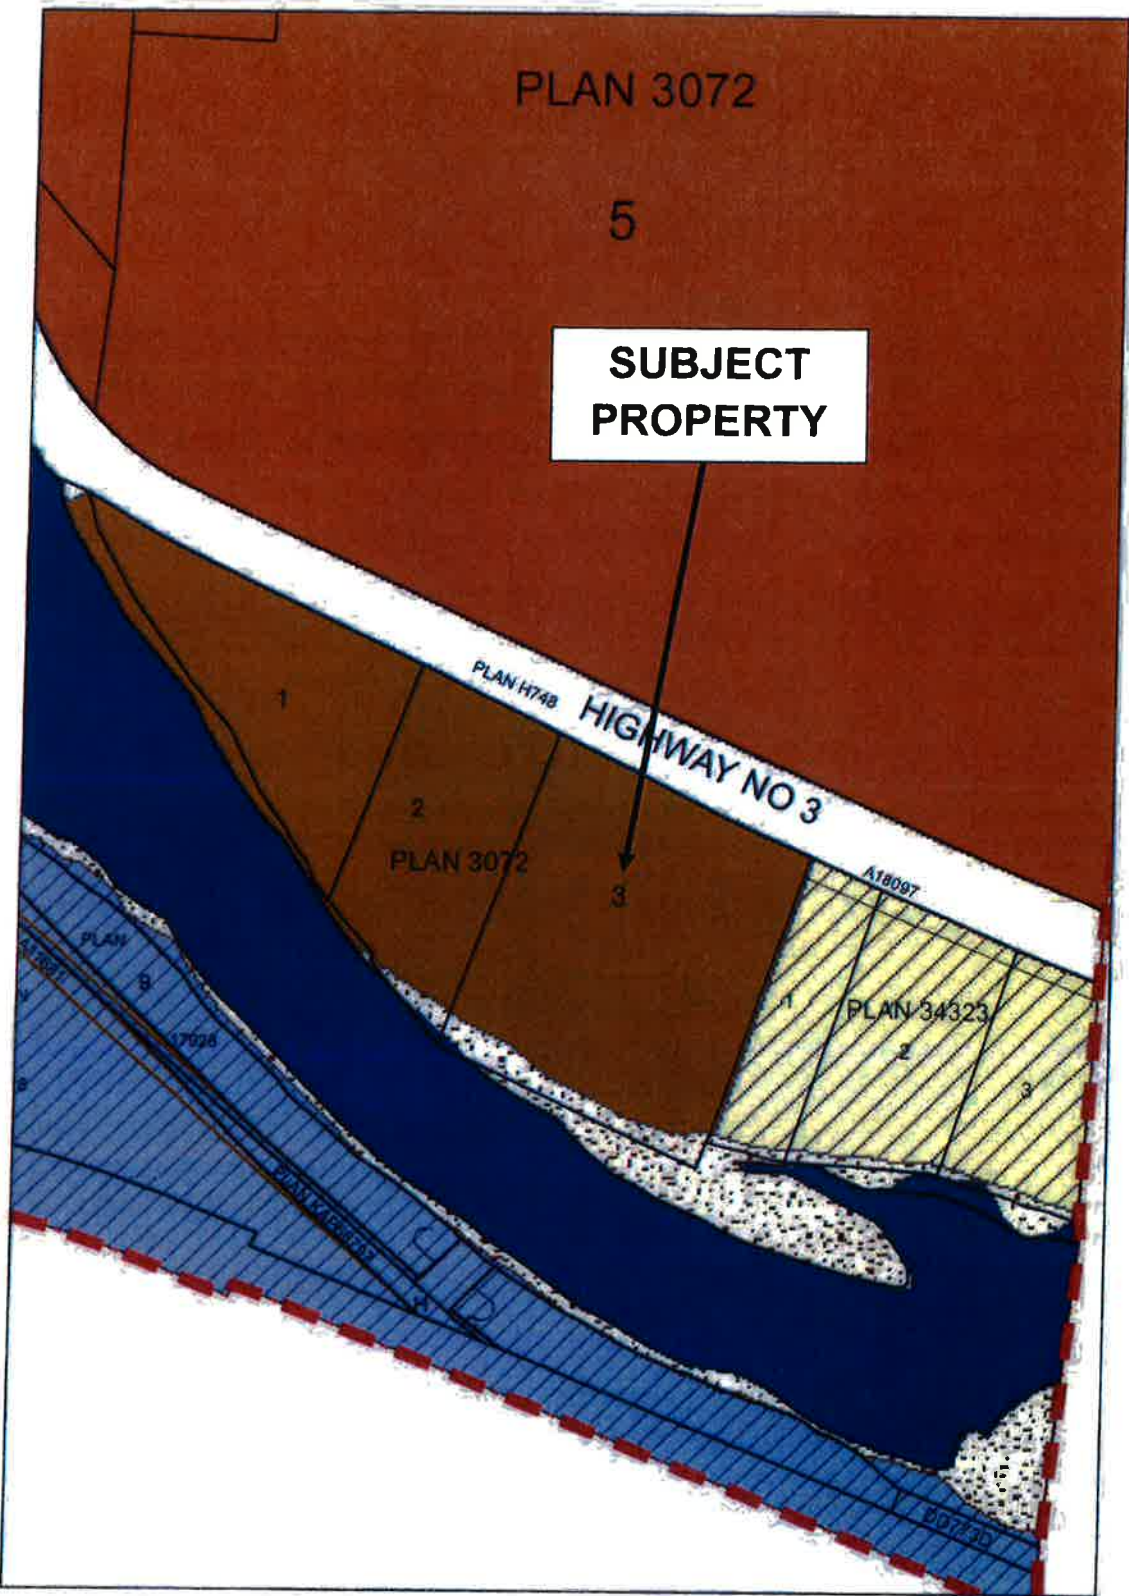 PLAN 3072
5
SUBJECT
PROPERTY
PLAN H748
HIGHWAY NO 3
1
2
PLAN 3072
3
A18097
1
PLAN 34323
2
3
PLAN
B
17926